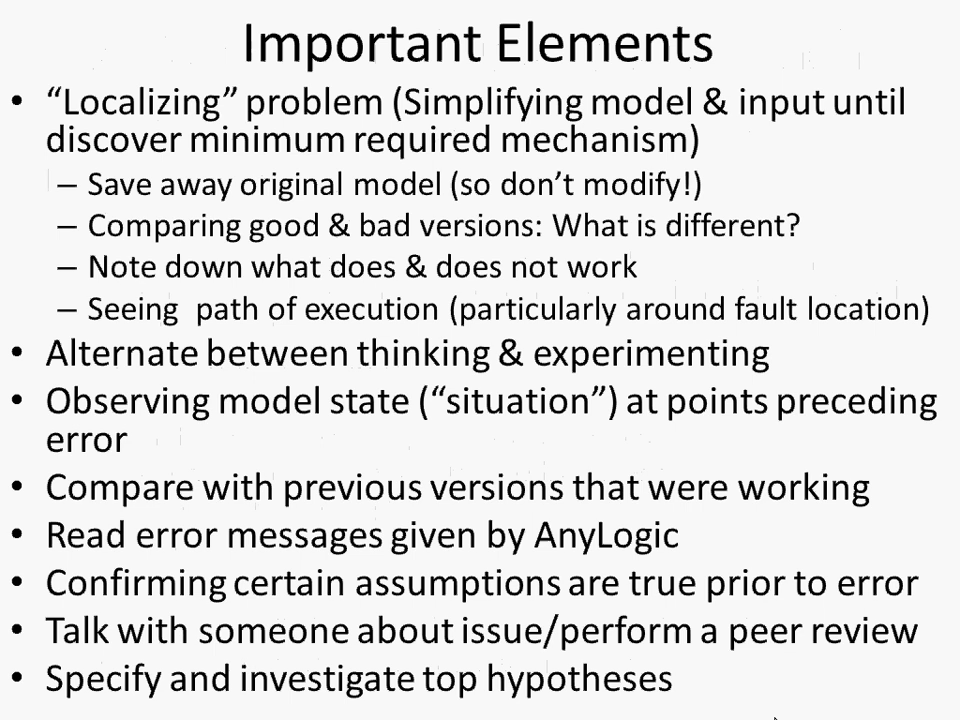 Important Elements
• “Localizing” problem (Simplifying model & input until
discover minimum required mechanism)
– Save away original model (so don’t modify!)
– Comparing good & bad versions: What is different?
– Note down what does & does not work
– Seeing  path of execution (particularly around fault location)
• Alternate between thinking & experimenting
• Observing model state (“situation”) at points preceding
error
• Compare with previous versions that were working
• Read error messages given by AnyLogic
• Confirming certain assumptions are true prior to error
• Talk with someone about issue/perform a peer review
• Specify and investigate top hypotheses